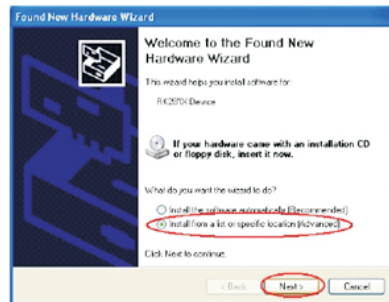 Found New Hardware Wizard
Welcome to the Found New
Hardware Wizard
This wizard helps you install software for:
Device
If your hardware came with an installation CD
or floppy disk, insert it now.
What do you want the wizard to do?
Install the software automatically (Recommended)
Install from a list or specific location (Advanced)
Click Next to continue.
< Back
Next >
Cancel